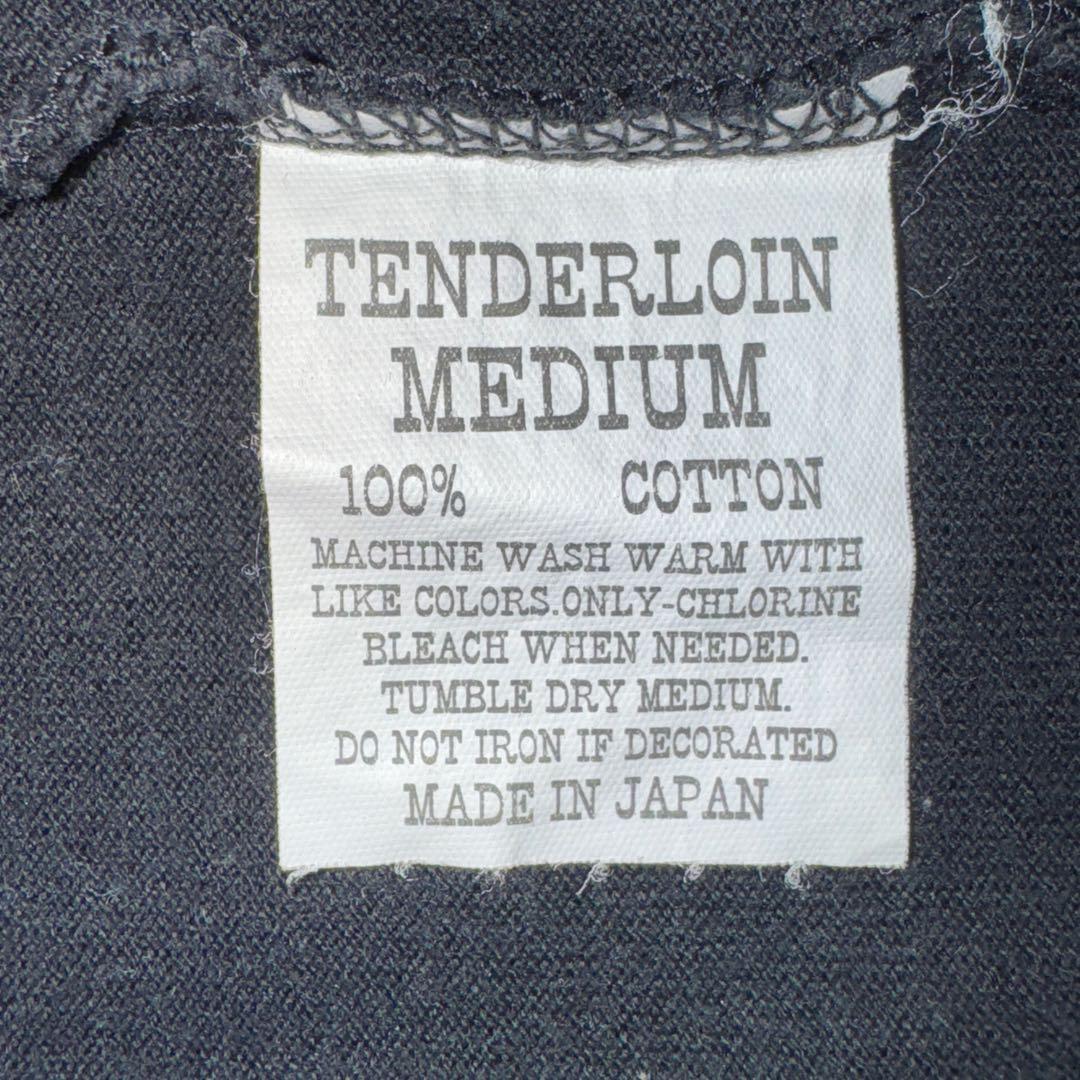 TENDERLOIN
MEDIUM
100% COTTON
MACHINE WASH WARM WITH
LIKE COLORS.ONLY-CHLORINE
BLEACH WHEN NEEDED.
TUMBLE DRY MEDIUM.
DO NOT IRON IF DECORATED
MADE IN JAPAN